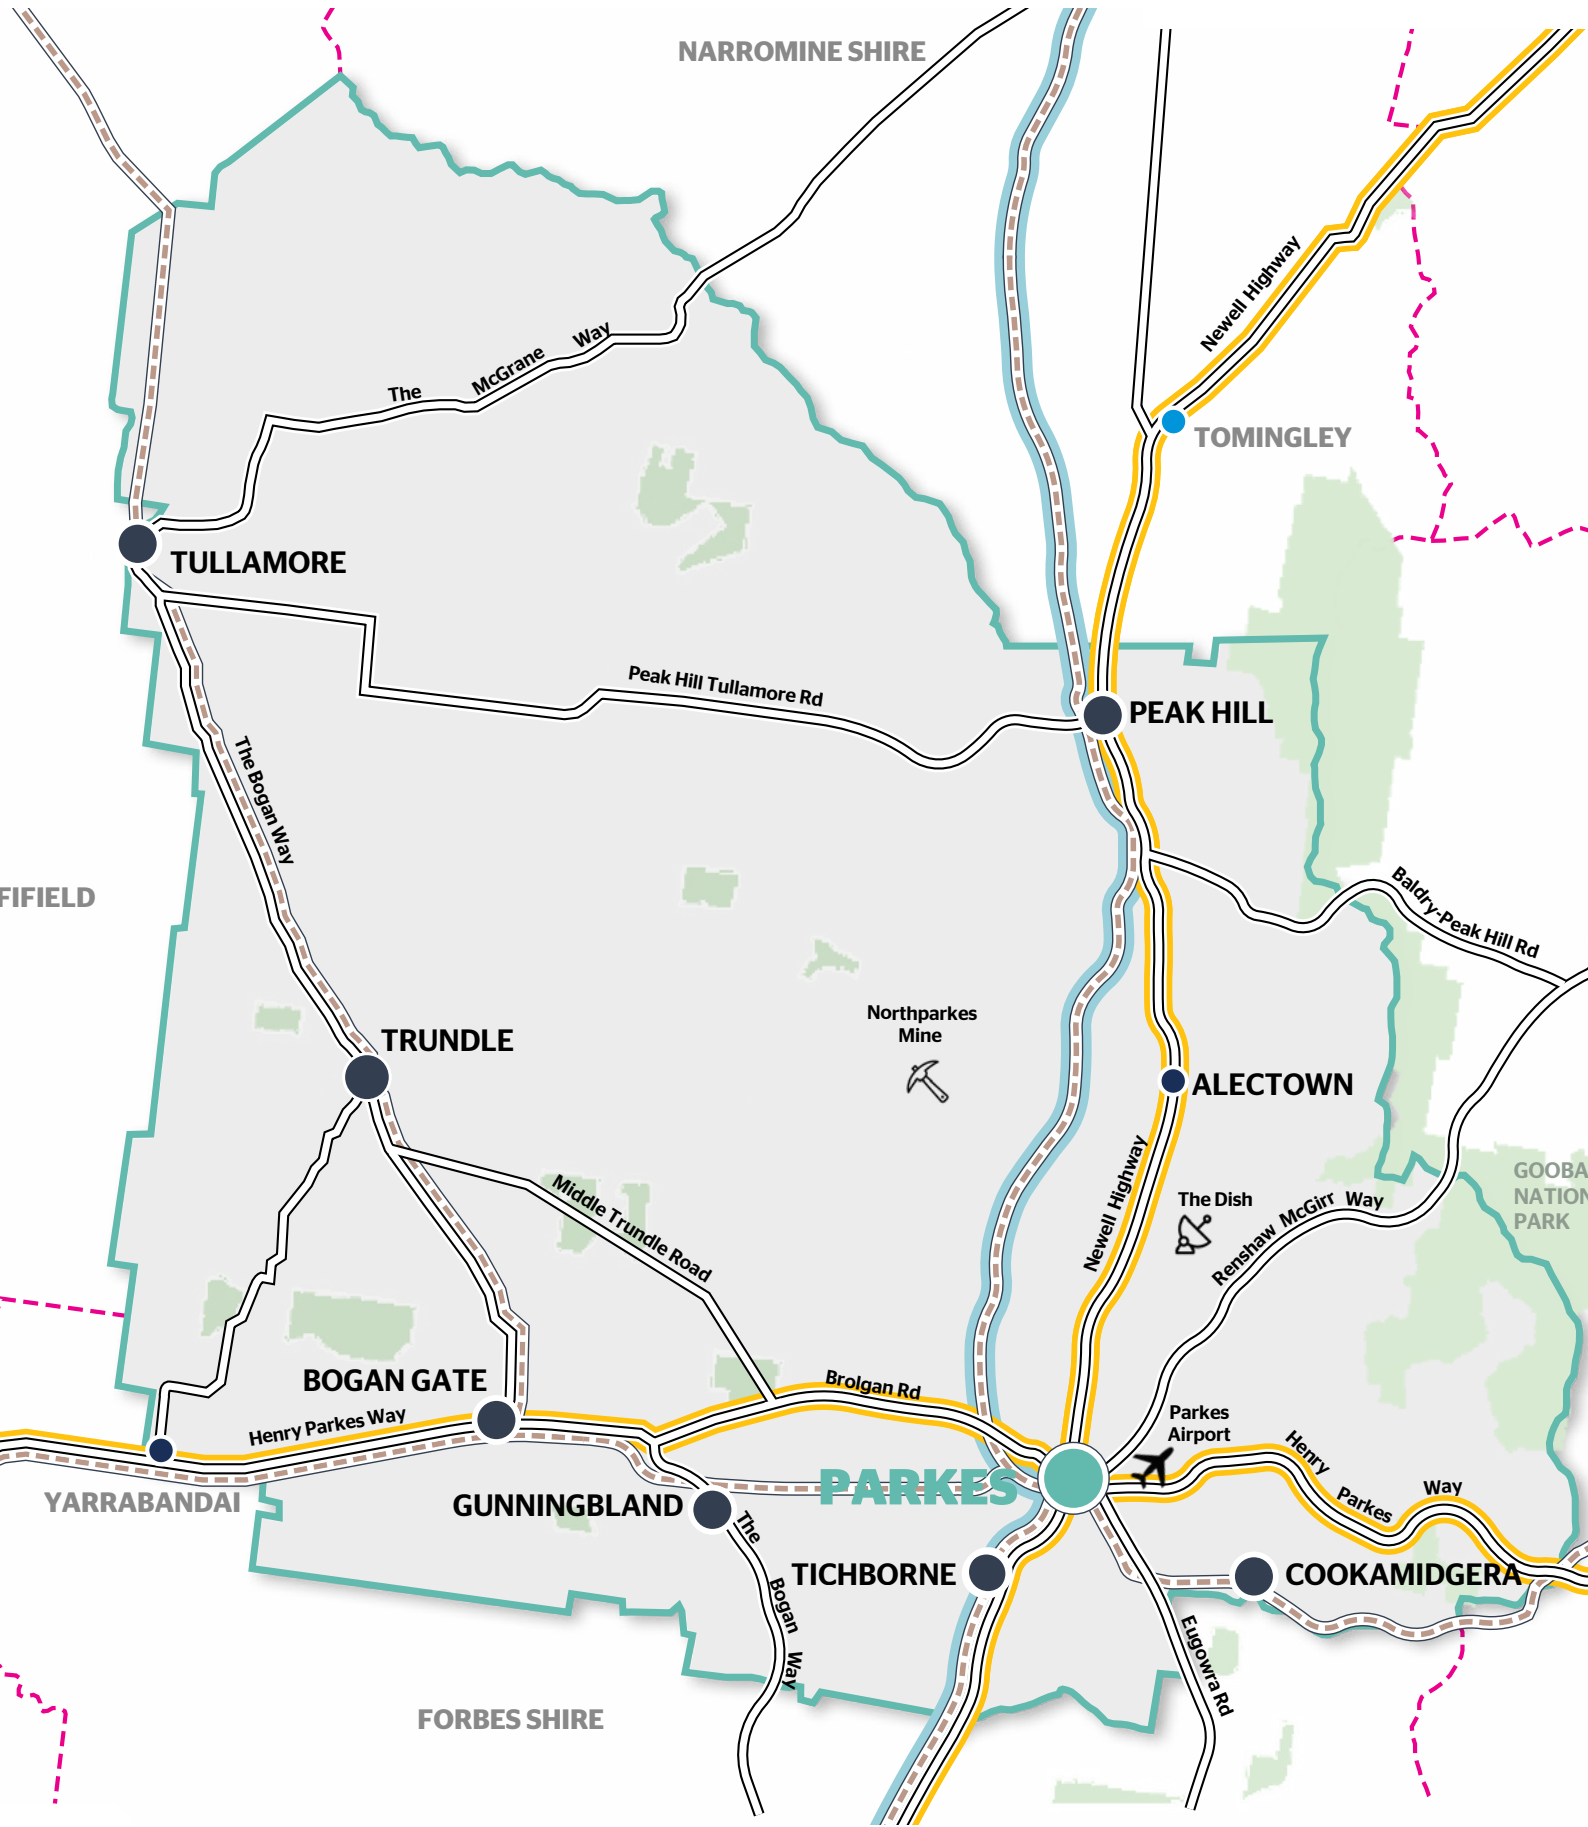 NARROMINE SHIRE
Newell Highway
The McGrane Way
TOMINGLEY
TULLAMORE
Peak Hill Tullamore Rd
PEAK HILL
The Bogan Way
FIFIELD
Baldry-Peak Hill Rd
Northparkes
Mine
TRUNDLE
ALECTOWN
Newell Highway
The Dish
Renshaw McGirr Way
GOOBA
NATION
PARK
Middle Trundle Road
BOGAN GATE
Brolgan Rd
Henry Parkes Way
Parkes
Airport
Henry Parkes Way
PARKES
YARRABANDAI
GUNNINGBLAND
The Bogan Way
TICHBORNE
COOKAMIDGERA
Eugowra Rd
FORBES SHIRE